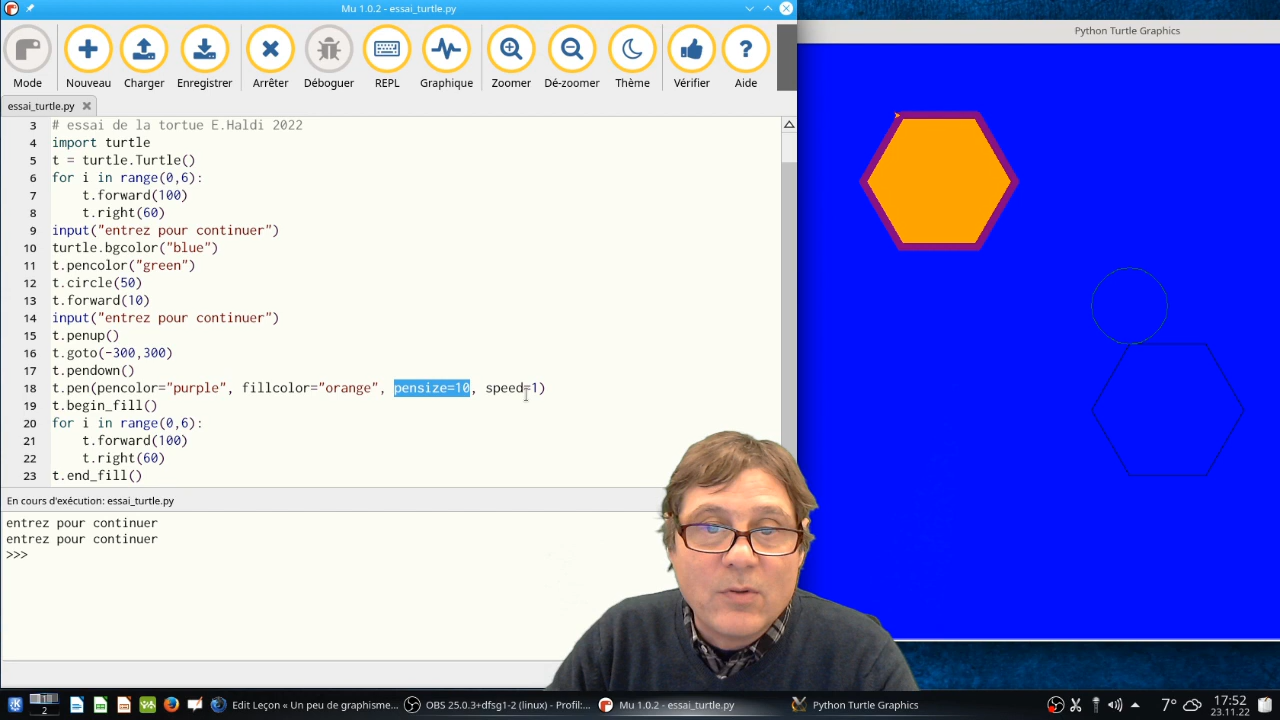 Mu 1.0.2 - essai_turtle.py
Python Turtle Graphics
Mode
Nouveau
Charger
Enregistrer
Arrêter
Déboguer
REPL
Graphique
Zoomer
Dé-zoomer
Thème
Vérifier
Aide
essai_turtle.py
3 # essai de la tortue E.Haldi 2022
4 import turtle
5 t = turtle.Turtle()
6 for i in range(0,6):
7 t.forward(100)
8 t.right(60)
9 input("entrez pour continuer")
10 turtle.bgcolor("blue")
11 t.pencolor("green")
12 t.circle(50)
13 t.forward(10)
14 input("entrez pour continuer")
15 t.penup()
16 t.goto(-300,300)
17 t.pendown()
18 t.pen(pencolor="purple", fillcolor="orange", pensize=10, speed=1)
19 t.begin_fill()
20 for i in range(0,6):
21 t.forward(100)
22 t.right(60)
23 t.end_fill()
En cours d'exécution: essai_turtle.py
entrez pour continuer
entrez pour continuer
>>>
2
Edit Leçon « Un peu de graphisme...
OBS 25.0.3+dfsg1-2 (linux) - Profil:...
Mu 1.0.2 - essai_turtle.py
Python Turtle Graphics
7°
17:52
23.11.22